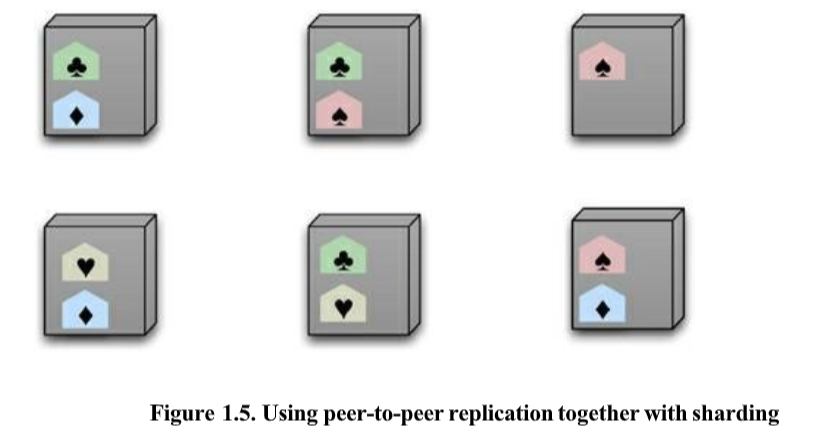 Figure 1.5. Using peer-to-peer replication together with sharding